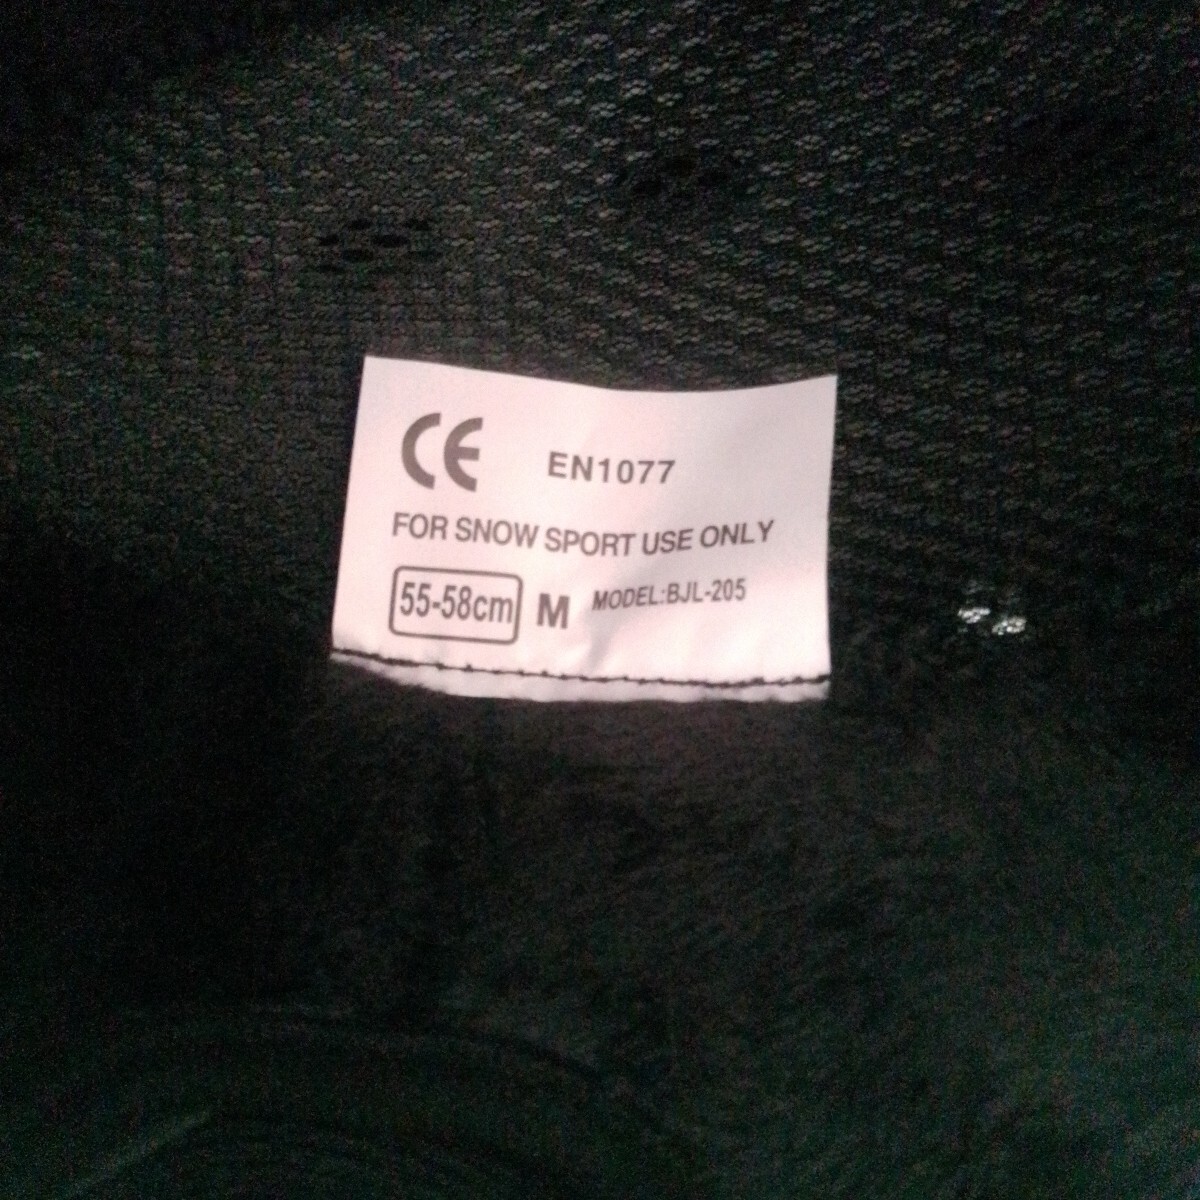 CE EN1077
FOR SNOW SPORT USE ONLY
55-58cm M MODEL:BJL-205